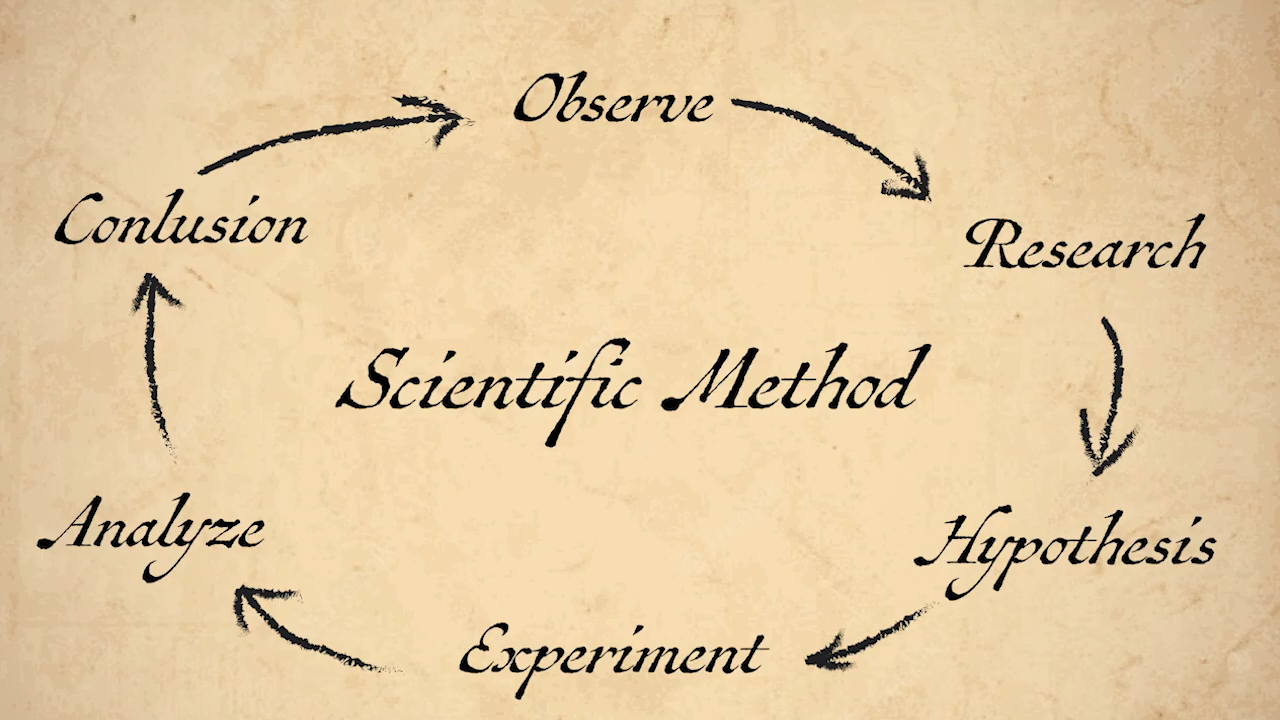 Observe
Research
Hypothesis
Experiment
Analyze
Conlusion
Scientific Method